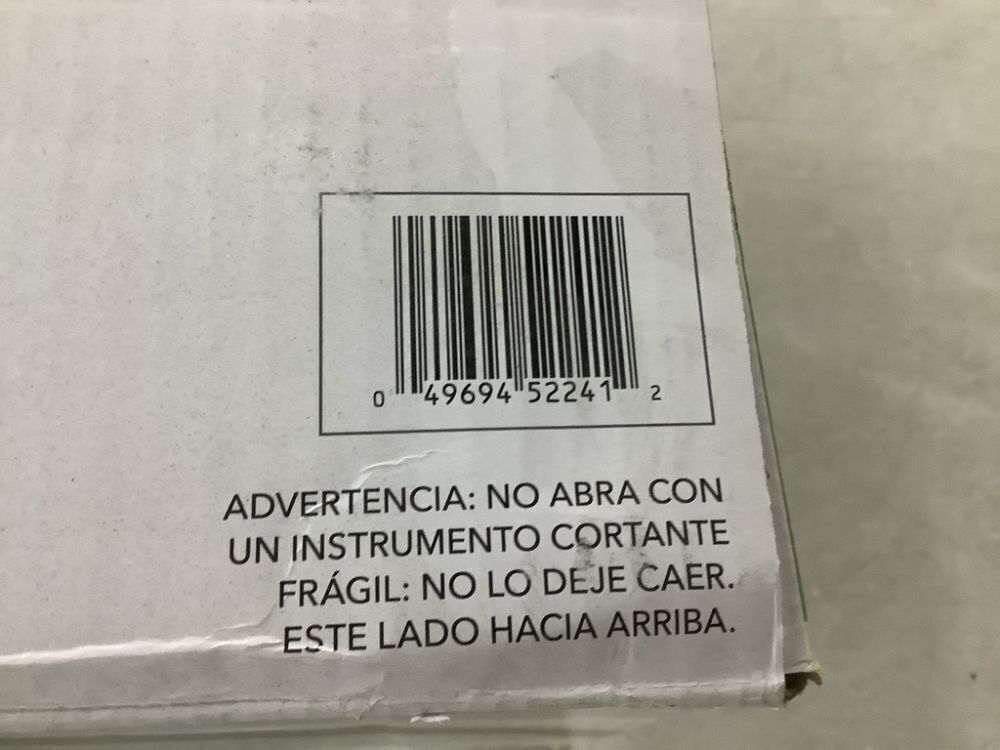 0 49694 52241 2
ADVERTENCIA: NO ABRA CON
UN INSTRUMENTO CORTANTE
FRÁGIL: NO LO DEJE CAER.
ESTE LADO HACIA ARRIBA.